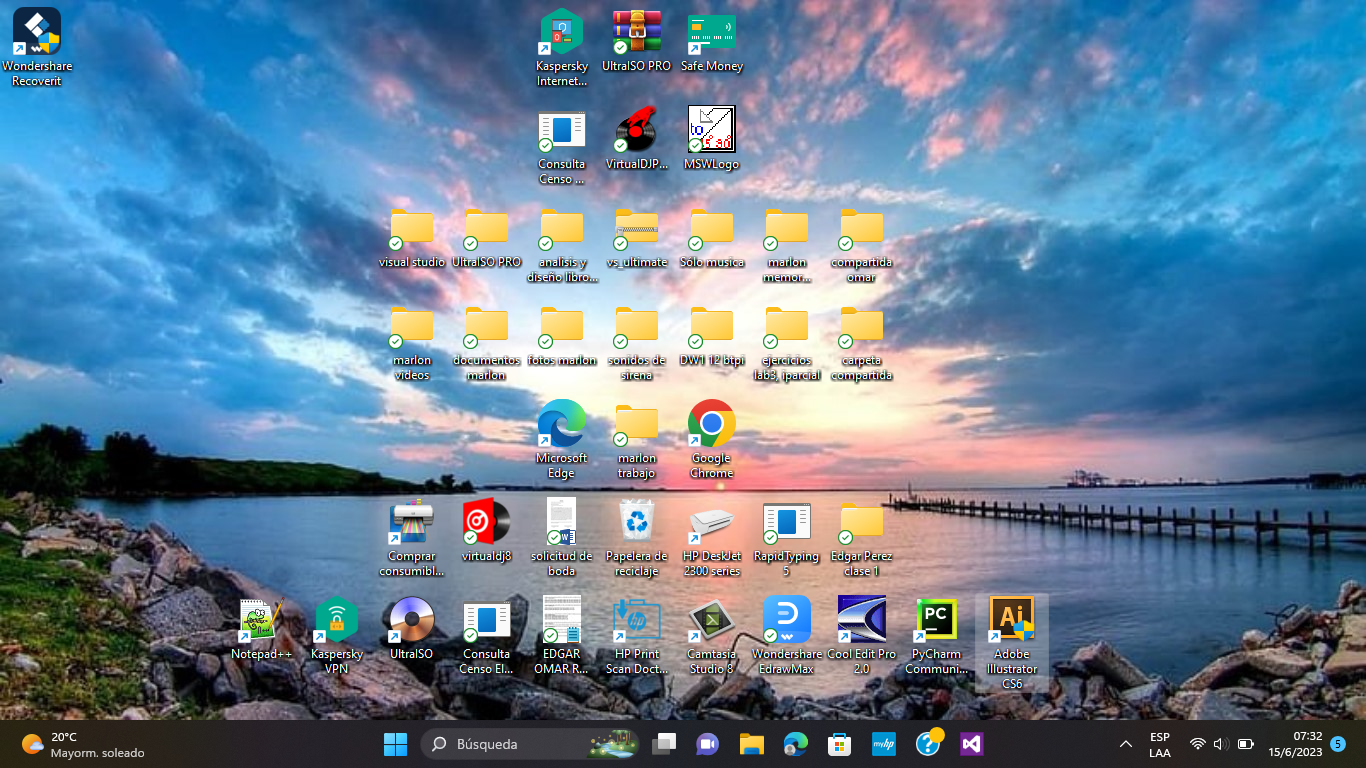 Wondershare
Recoverit
Kaspersky
Internet...
UltraISO PRO
Safe Money
Consulta
Censo ...
VirtualDJP...
MSWLogo
visual studio
UltraISO PRO
analisis y
diseño libro...
vs_ultimate
Sólo musica
marlon
memor...
compartida
omar
marlon
videos
documentos
marlon
fotos marlon
sonidos de
sirena
DW1 12 btpi
ejercicios
lab3, iparcial
carpeta
compartida
Microsoft
Edge
marlon
trabajo
Google
Chrome
Comprar
consumibl...
virtualdj8
solicitud de
boda
Papelera de
reciclaje
HP DeskJet
2300 series
RapidTyping
5
Edgar Perez
clase 1
Notepad++
Kaspersky
VPN
UltraISO
Consulta
Censo El...
EDGAR
OMAR R...
HP Print
Scan Doct...
Camtasia
Studio 8
Wondershare
EdrawMax
Cool Edit Pro
2.0
PC
PyCharm
Communi...
Ai
Adobe
Illustrator
CS6
20°C
Mayorm. soleado
Búsqueda
myhp
ESP
LAA
07:32
15/6/2023
5